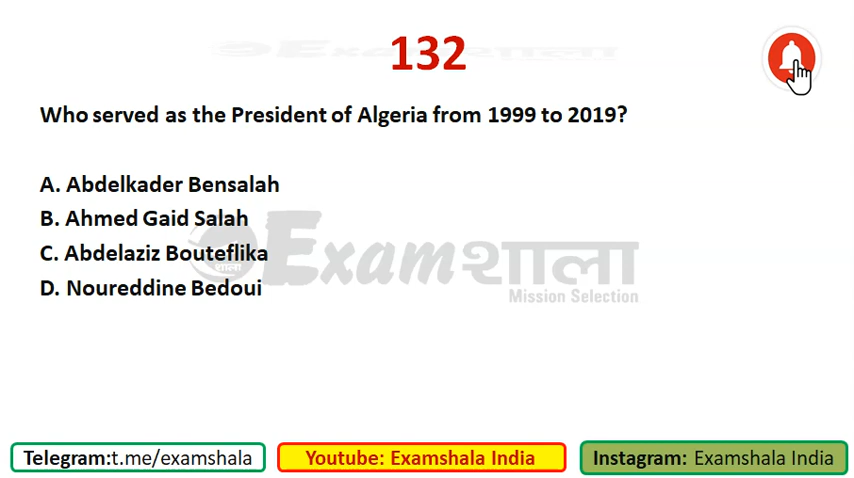 132
Who served as the President of Algeria from 1999 to 2019?
A. Abdelkader Bensalah
B. Ahmed Gaid Salah
C. Abdelaziz Bouteflika
D. Noureddine Bedoui
Examशाला
शाला
Mission Selection
Telegram:t.me/examshala
Youtube: Examshala India
Instagram: Examshala India